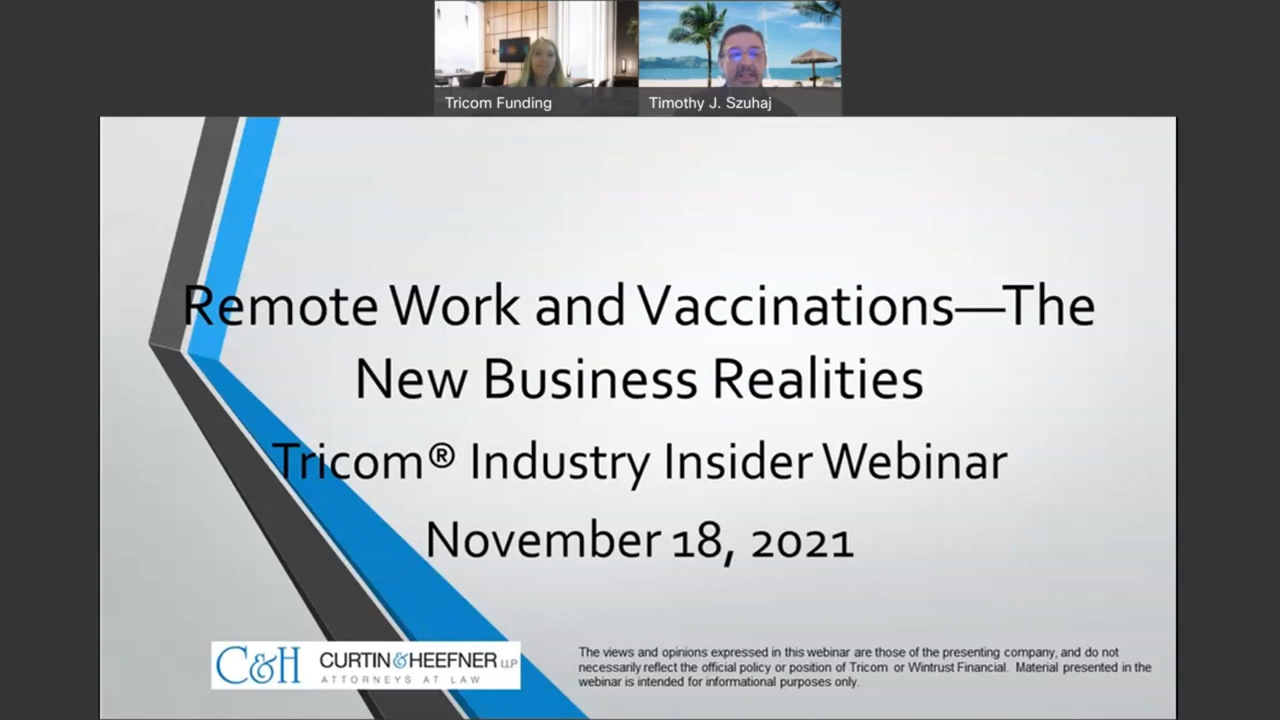 Tricom Funding
Timothy J. Szuhaj
Remote Work and Vaccinations—The
New Business Realities
Tricom® Industry Insider Webinar
November 18, 2021
C&H CURTIN&HEEFNER LLP
ATTORNEYS AT LAW
The views and opinions expressed in this webinar are those of the presenting company, and do not
necessarily reflect the official policy or position of Tricom or Wintrust Financial. Material presented in the
webinar is intended for informational purposes only.